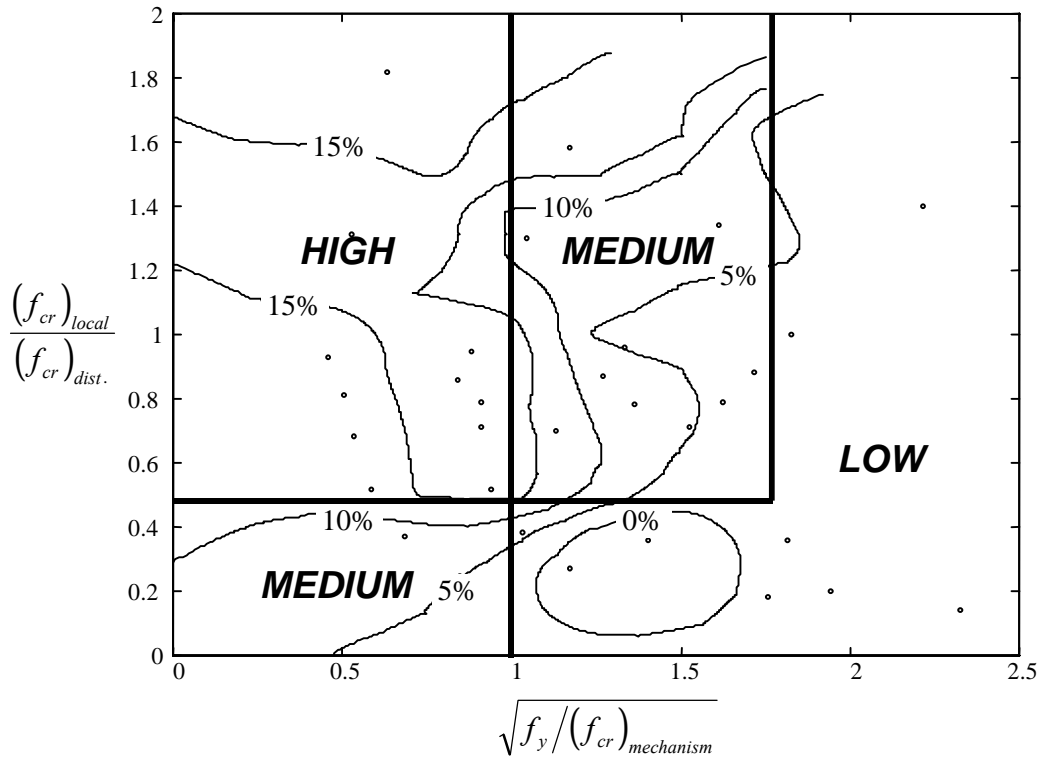 2
1.8
1.6
1.4
1.2
1
0.8
0.6
0.4
0.2
0
(f_cr)_local
(f_cr)_dist.
15%
10%
HIGH
MEDIUM
5%
15%
LOW
10%
0%
MEDIUM
5%
0 0.5 1 1.5 2 2.5
√f_y/(f_cr)_mechanism